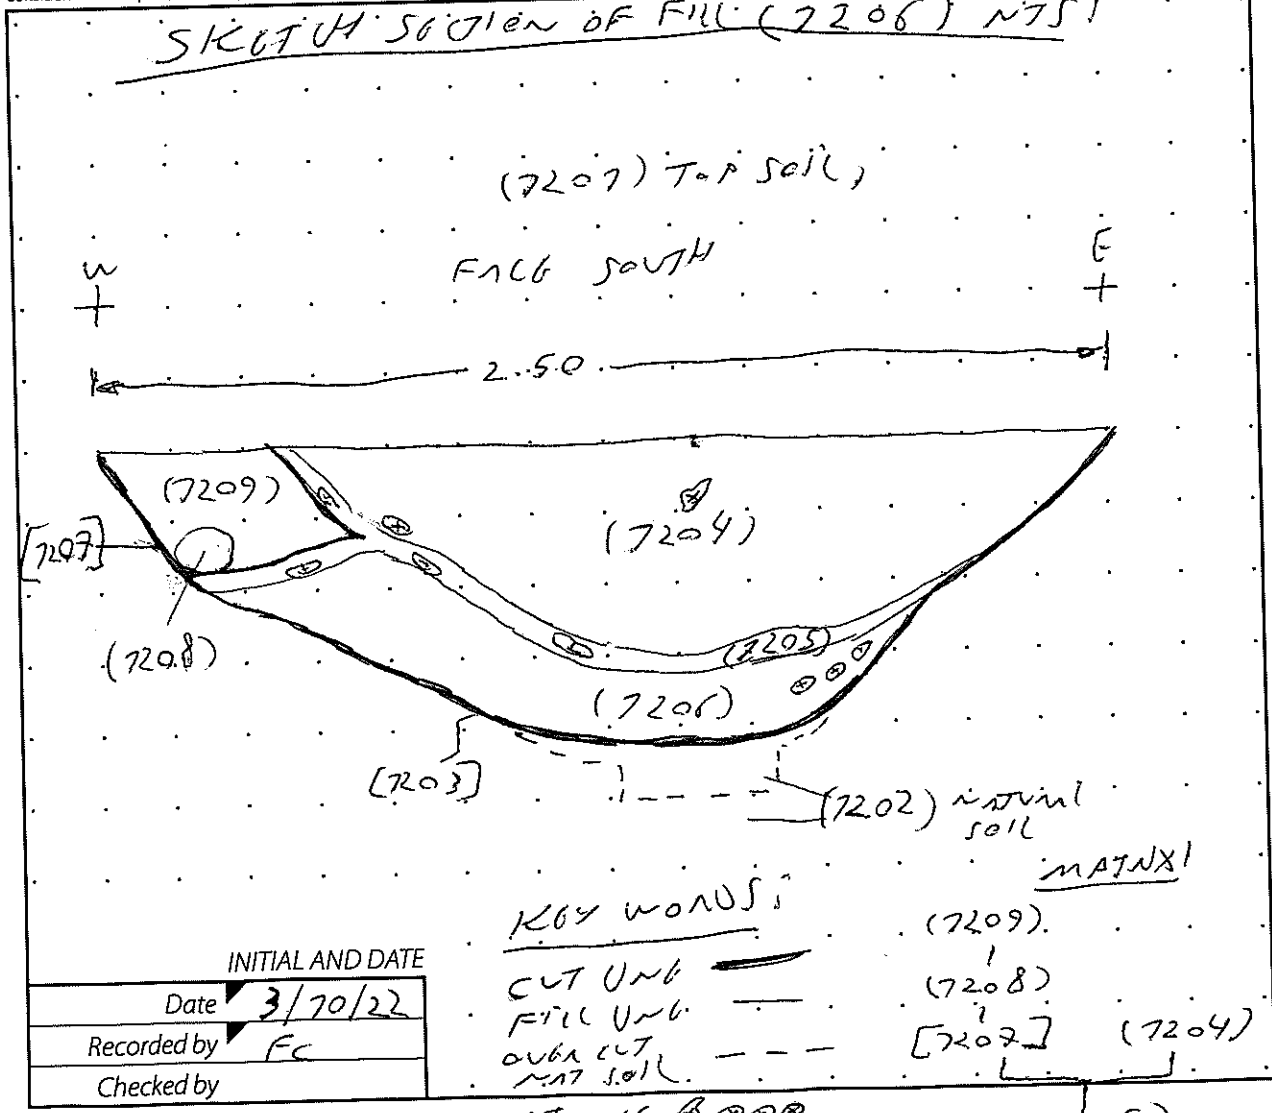 SKETCH SECTION OF FILL (7206) NTS!
(7201) TOP SOIL,
FACE SOUTH
W
E
2.50
(7209)
(7204)
[7207]
(7208)
(7205)
(7206)
[7203]
(7202) NATURAL
SOIL
MATRIX!
KEY WORDS:
(7209).
CUT LINE
(7208)
FILL LINE
[7207] (7204)
OVER CUT
NAT SOIL.
INITIAL AND DATE
Date 3/10/22
Recorded by FC
Checked by